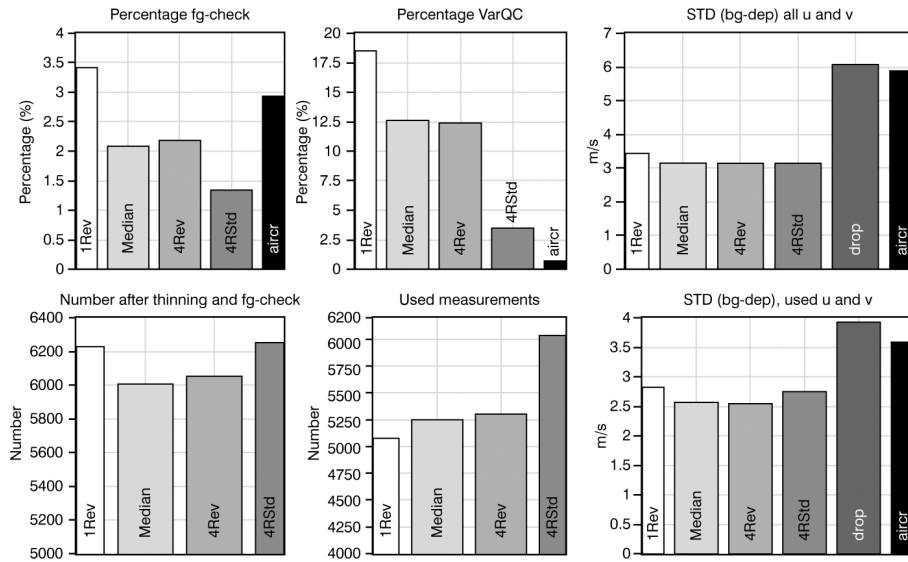 Percentage fg-check
Percentage (%)
4
3.5
3
2.5
2
1.5
1
0.5
0
1Rev
Median
4Rev
4RStd
aircr
Percentage VarQC
Percentage (%)
20
17.5
15
12.5
10
7.5
5
2.5
0
1Rev
Median
4Rev
4RStd
aircr
STD (bg-dep) all u and v
m/s
7
6
5
4
3
2
1
0
1Rev
Median
4Rev
4RStd
drop
aircr
Number after thinning and fg-check
Number
6400
6200
6000
5800
5600
5400
5200
5000
1Rev
Median
4Rev
4RStd
Used measurements
Number
6200
6000
5750
5500
5250
5000
4750
4500
4250
4000
1Rev
Median
4Rev
4RStd
STD (bg-dep), used u and v
m/s
4
3.5
3
2.5
2
1.5
1
0.5
0
1Rev
Median
4Rev
4RStd
drop
aircr